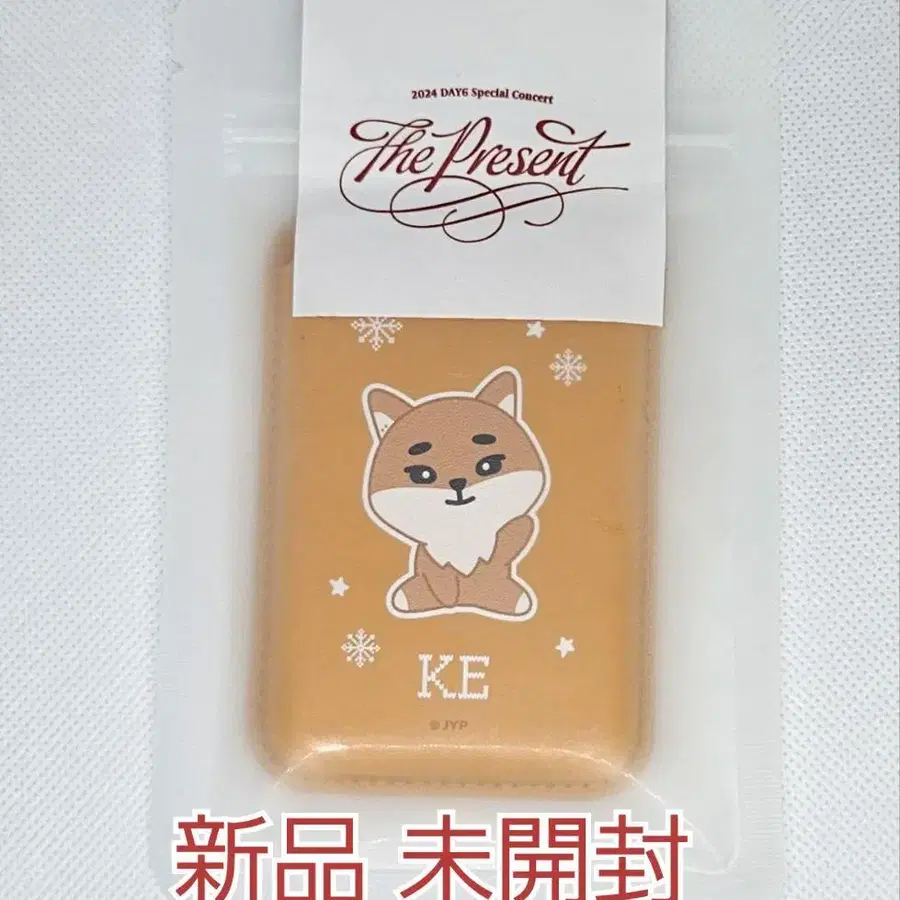 2024 DAY6 Special Concert
The Present
KE
© JYP
新品 未開封